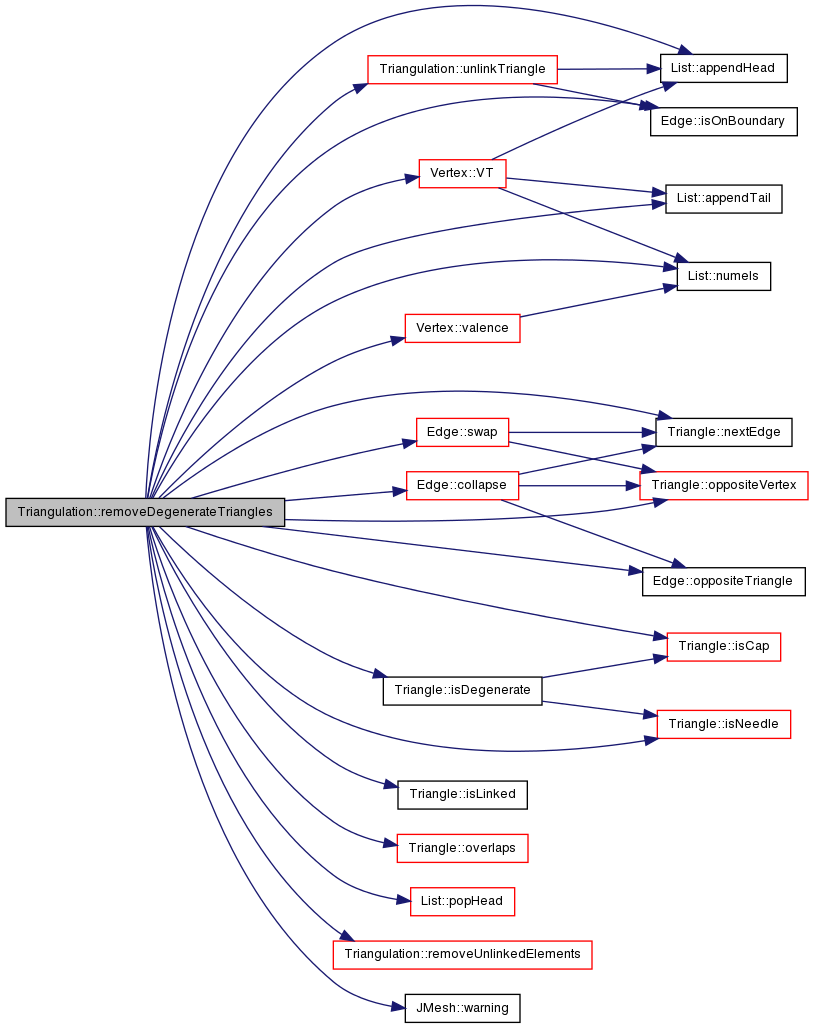 List::appendHead
Triangulation::unlinkTriangle
Edge::isOnBoundary
Vertex::VT
List::appendTail
List::numels
Vertex::valence
Edge::swap
Triangle::nextEdge
Edge::collapse
Triangle::oppositeVertex
Triangulation::removeDegenerateTriangles
Edge::oppositeTriangle
Triangle::isCap
Triangle::isDegenerate
Triangle::isNeedle
Triangle::isLinked
Triangle::overlaps
List::popHead
Triangulation::removeUnlinkedElements
JMesh::warning